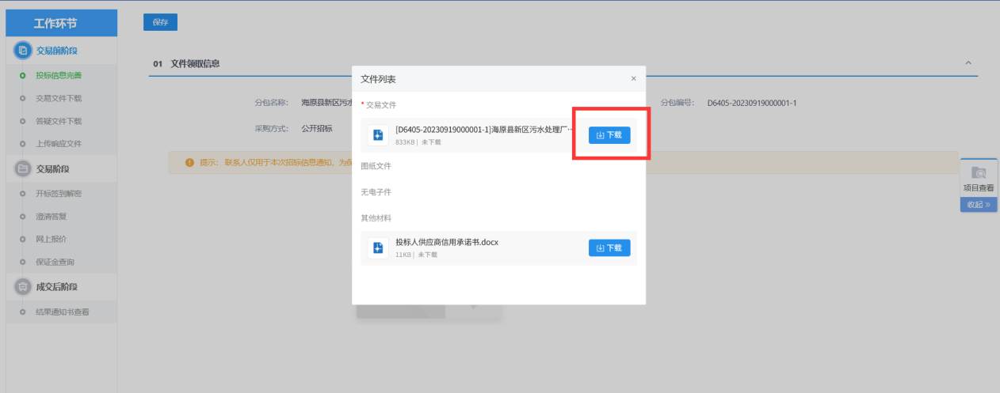 工作环节
保存
交易前阶段
01 文件领取信息
投标信息完善
交易文件下载
答疑文件下载
上传响应文件
交易阶段
开标签到解密
澄清答复
网上报价
保证金查询
成交后阶段
结果通知书查看
分包名称: 海原县新区污水
分包编号: D6405-20230919000001-1
采购方式: 公开招标
提示: 联系人仅用于本次招标信息通知,为保
文件列表 ×
* 交易文件
[D6405-20230919000001-1]海原县新区污水处理厂…
833KB | 未下载
下载
图纸文件
无电子件
其他材料
投标人供应商信用承诺书.docx
11KB | 未下载
下载
项目查看
收起 »